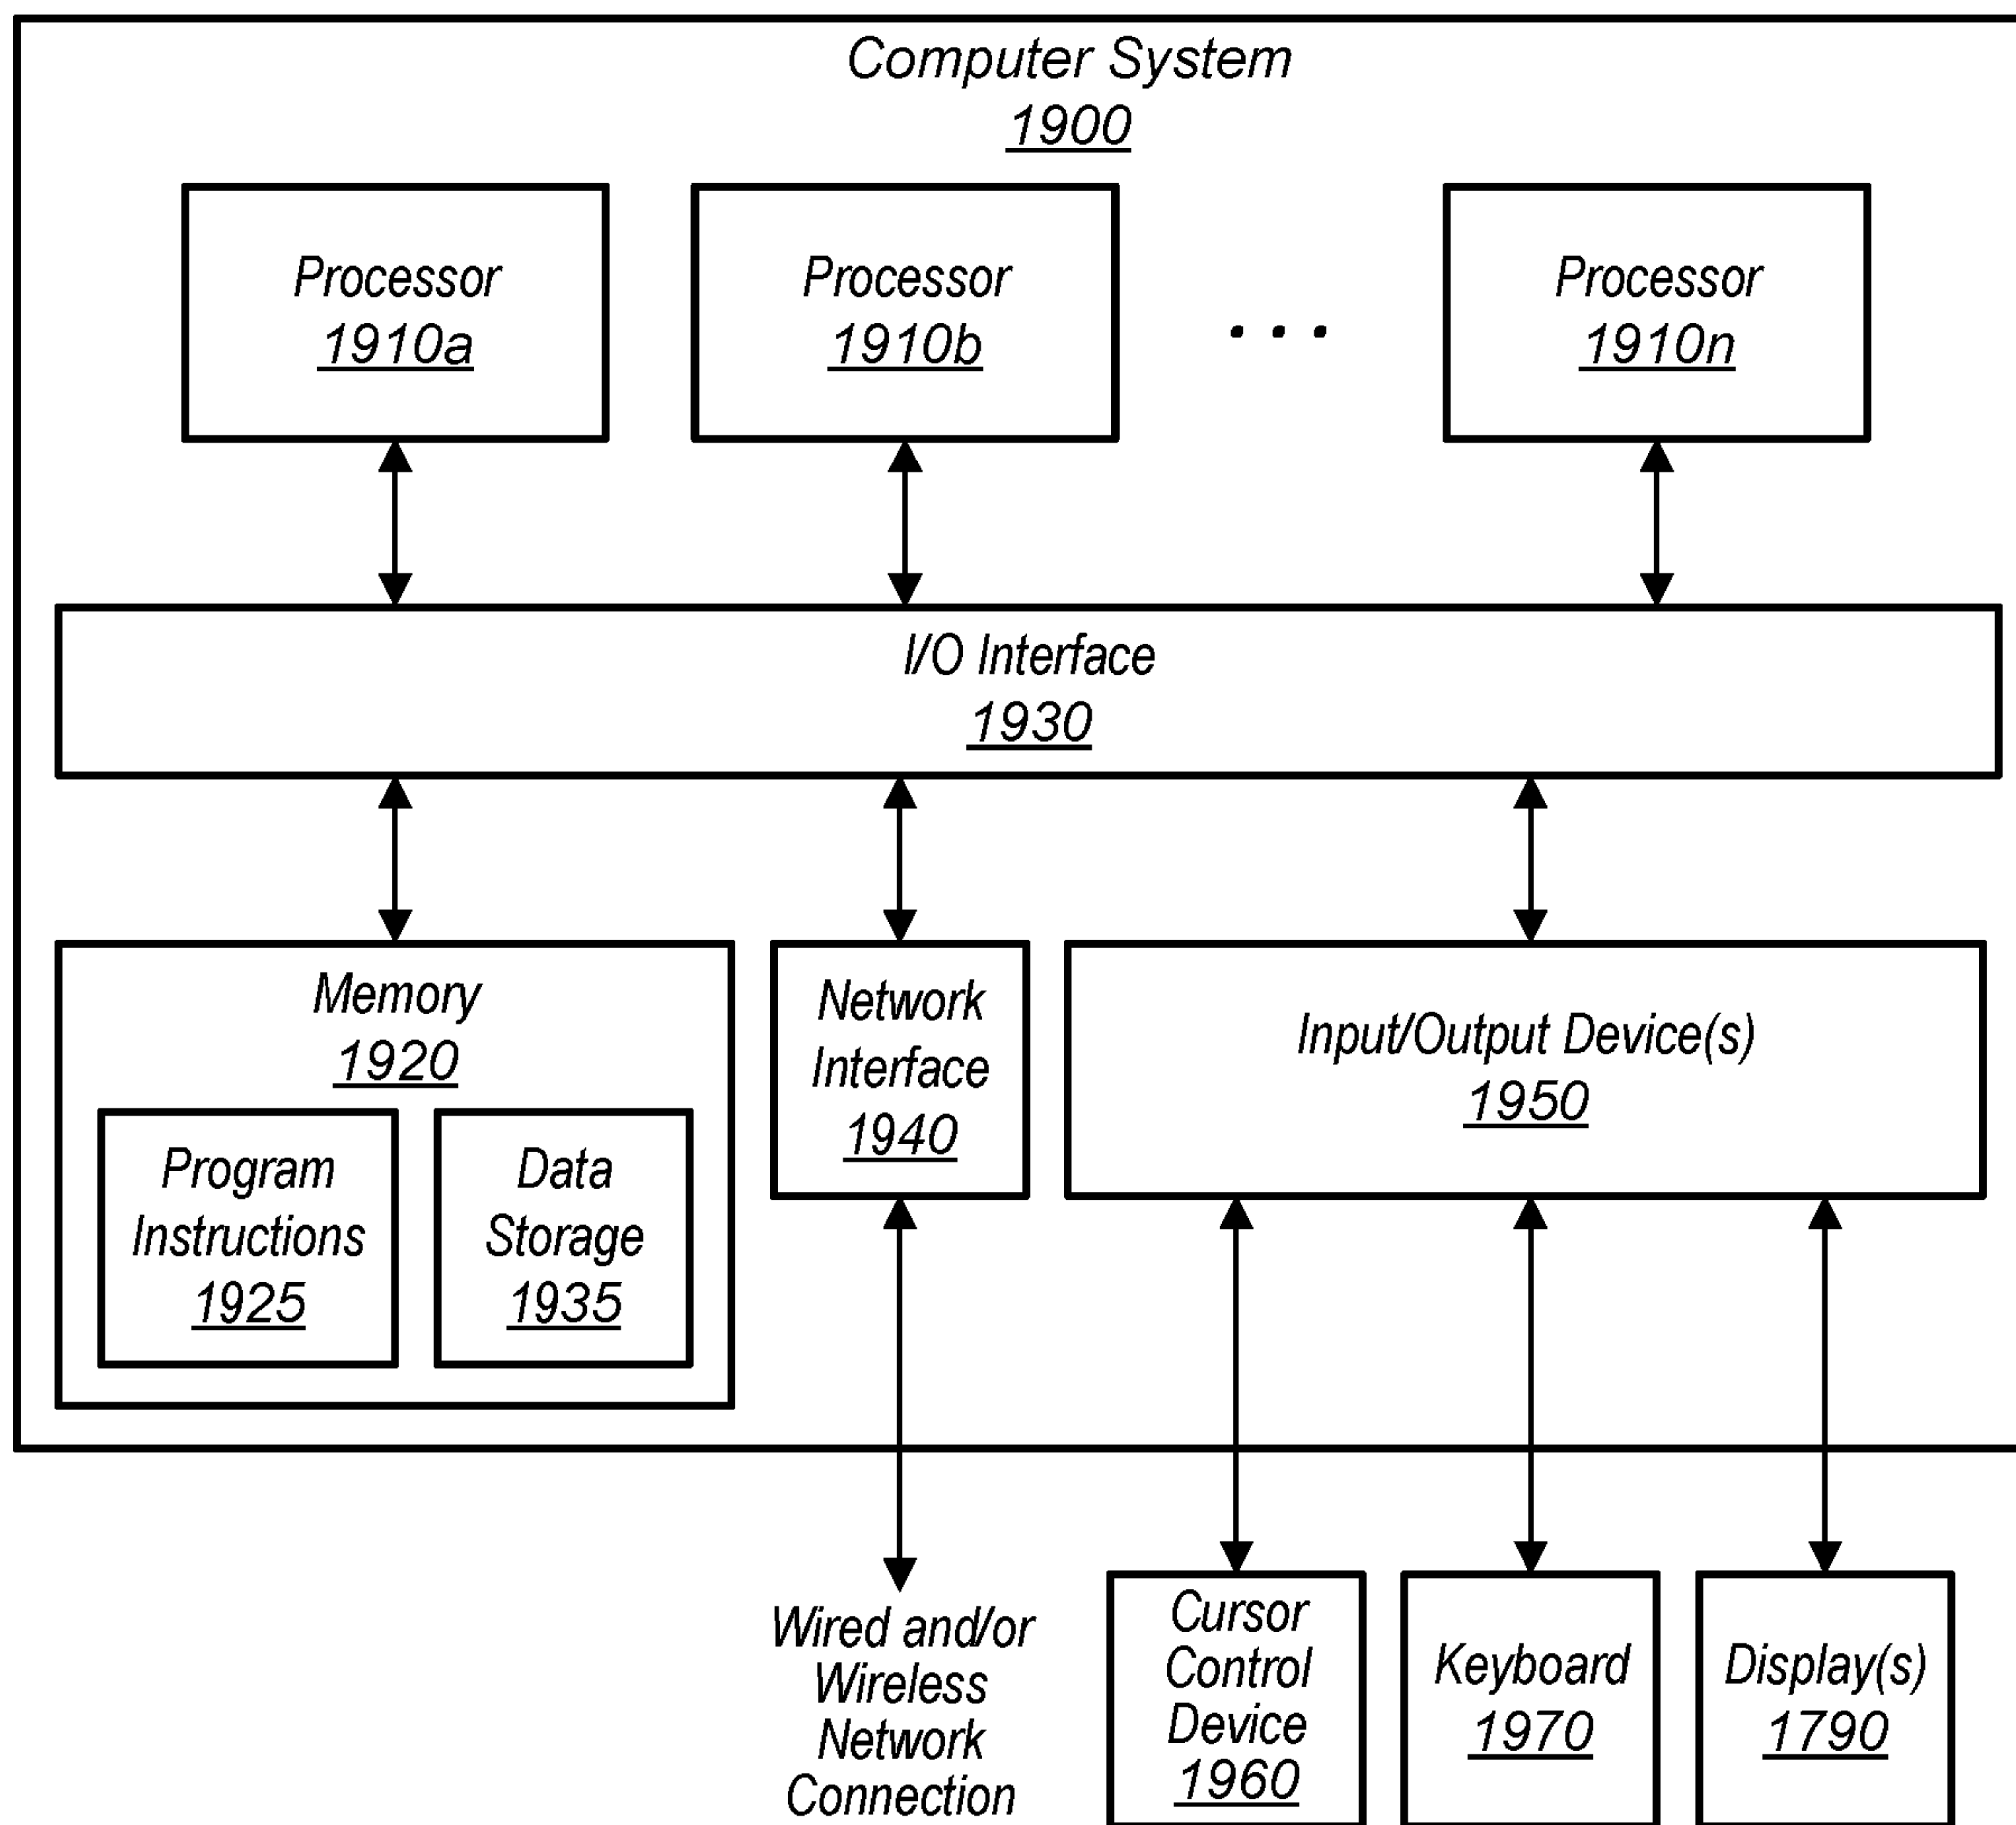 Computer System
1900
Processor
1910a
Processor
1910b
. . .
Processor
1910n
I/O Interface
1930
Memory
1920
Program
Instructions
1925
Data
Storage
1935
Network
Interface
1940
Input/Output Device(s)
1950
Wired and/or
Wireless
Network
Connection
Cursor
Control
Device
1960
Keyboard
1970
Display(s)
1790